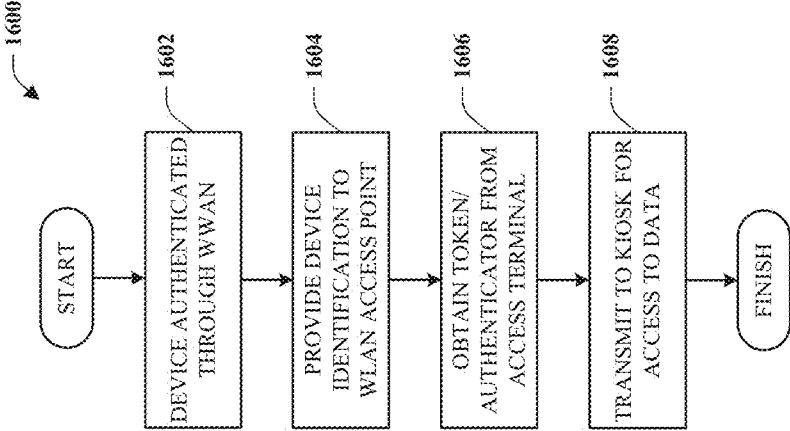 1600
START
DEVICE AUTHENTICATED
THROUGH WWAN
1602
PROVIDE DEVICE
IDENTIFICATION TO
WLAN ACCESS POINT
1604
OBTAIN TOKEN/
AUTHENTICATOR FROM
ACCESS TERMINAL
1606
TRANSMIT TO KIOSK FOR
ACCESS TO DATA
1608
FINISH